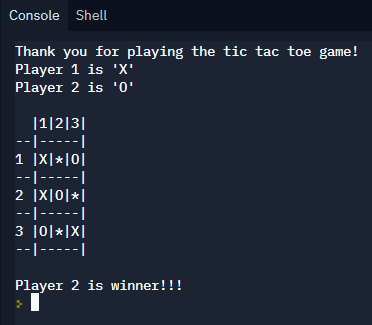 Console Shell
Thank you for playing the tic tac toe game!
Player 1 is 'X'
Player 2 is 'O'
  |1|2|3|
--|-----|
1 |X|*|O|
--|-----|
2 |X|O|*|
--|-----|
3 |O|*|X|
--|-----|
Player 2 is winner!!!